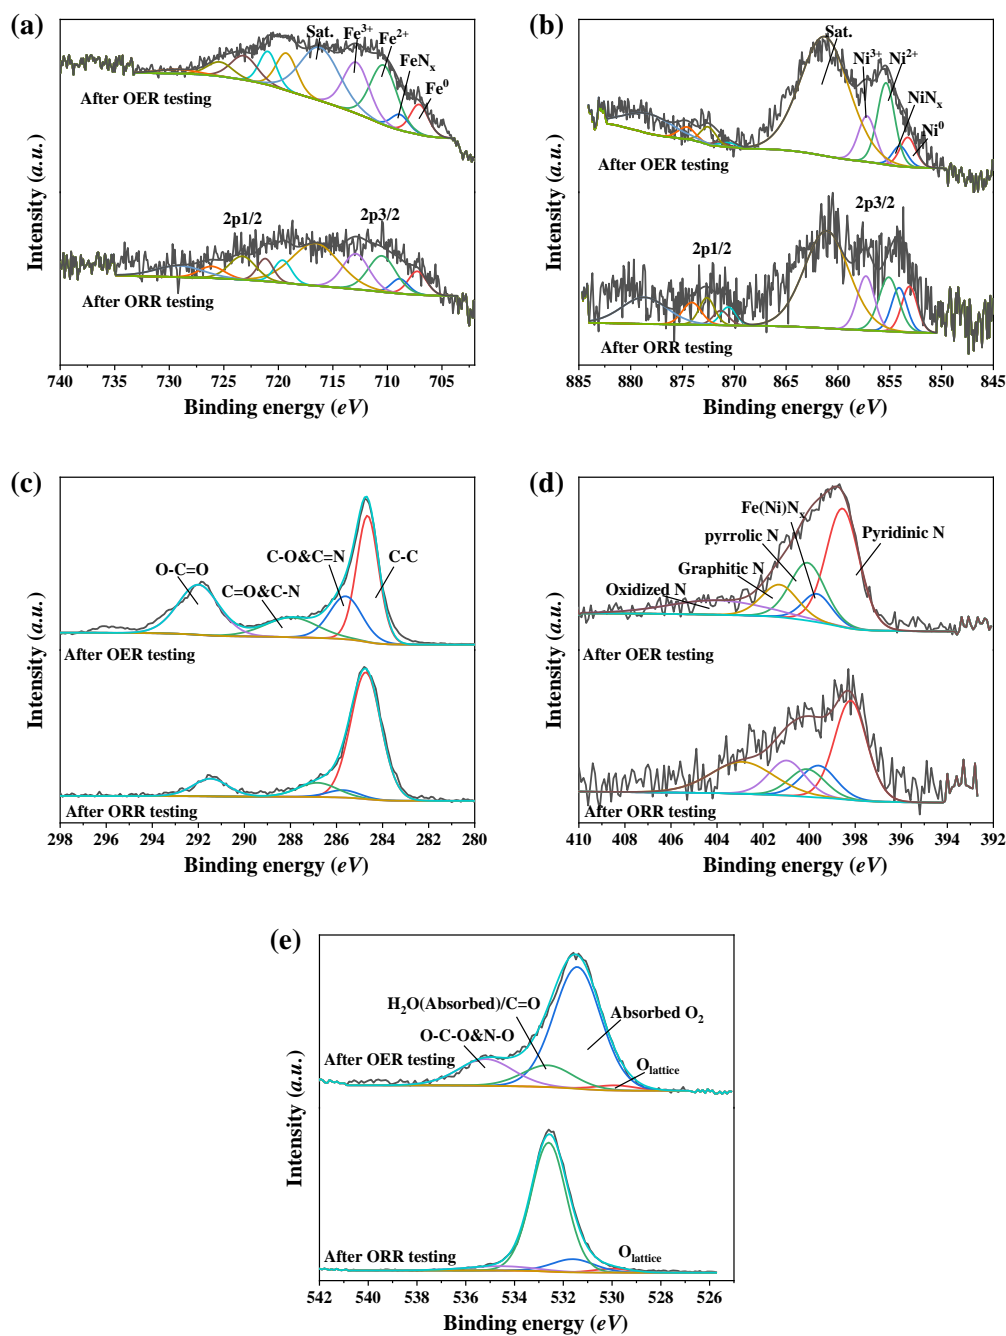 (a)
Sat.
Fe3+
Fe2+
FeNx
Fe0
After OER testing
2p1/2
2p3/2
After ORR testing
Intensity (a.u.)
740 735 730 725 720 715 710 705
Binding energy (eV)
(b)
Sat.
Ni3+
Ni2+
NiNx
Ni0
After OER testing
2p3/2
2p1/2
After ORR testing
Intensity (a.u.)
885 880 875 870 865 860 855 850 845
Binding energy (eV)
(c)
O-C=O
C=O&C-N
C-O&C=N
C-C
After OER testing
After ORR testing
Intensity (a.u.)
298 296 294 292 290 288 286 284 282 280
Binding energy (eV)
(d)
Fe(Ni)Nx
pyrrolic N
Pyridinic N
Graphitic N
Oxidized N
After OER testing
After ORR testing
Intensity (a.u.)
410 408 406 404 402 400 398 396 394 392
Binding energy (eV)
(e)
H2O(Absorbed)/C=O
Absorbed O2
O-C-O&N-O
After OER testing
Olattice
After ORR testing
Olattice
Intensity (a.u.)
542 540 538 536 534 532 530 528 526
Binding energy (eV)